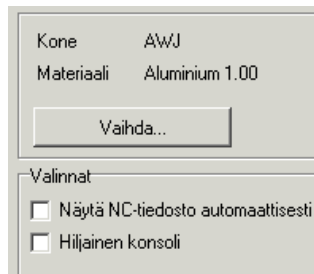 Kone AWJ
Materiaali Aluminium 1.00
Vaihda...
Valinnat
Näytä NC-tiedosto automaattisesti
Hiljainen konsoli